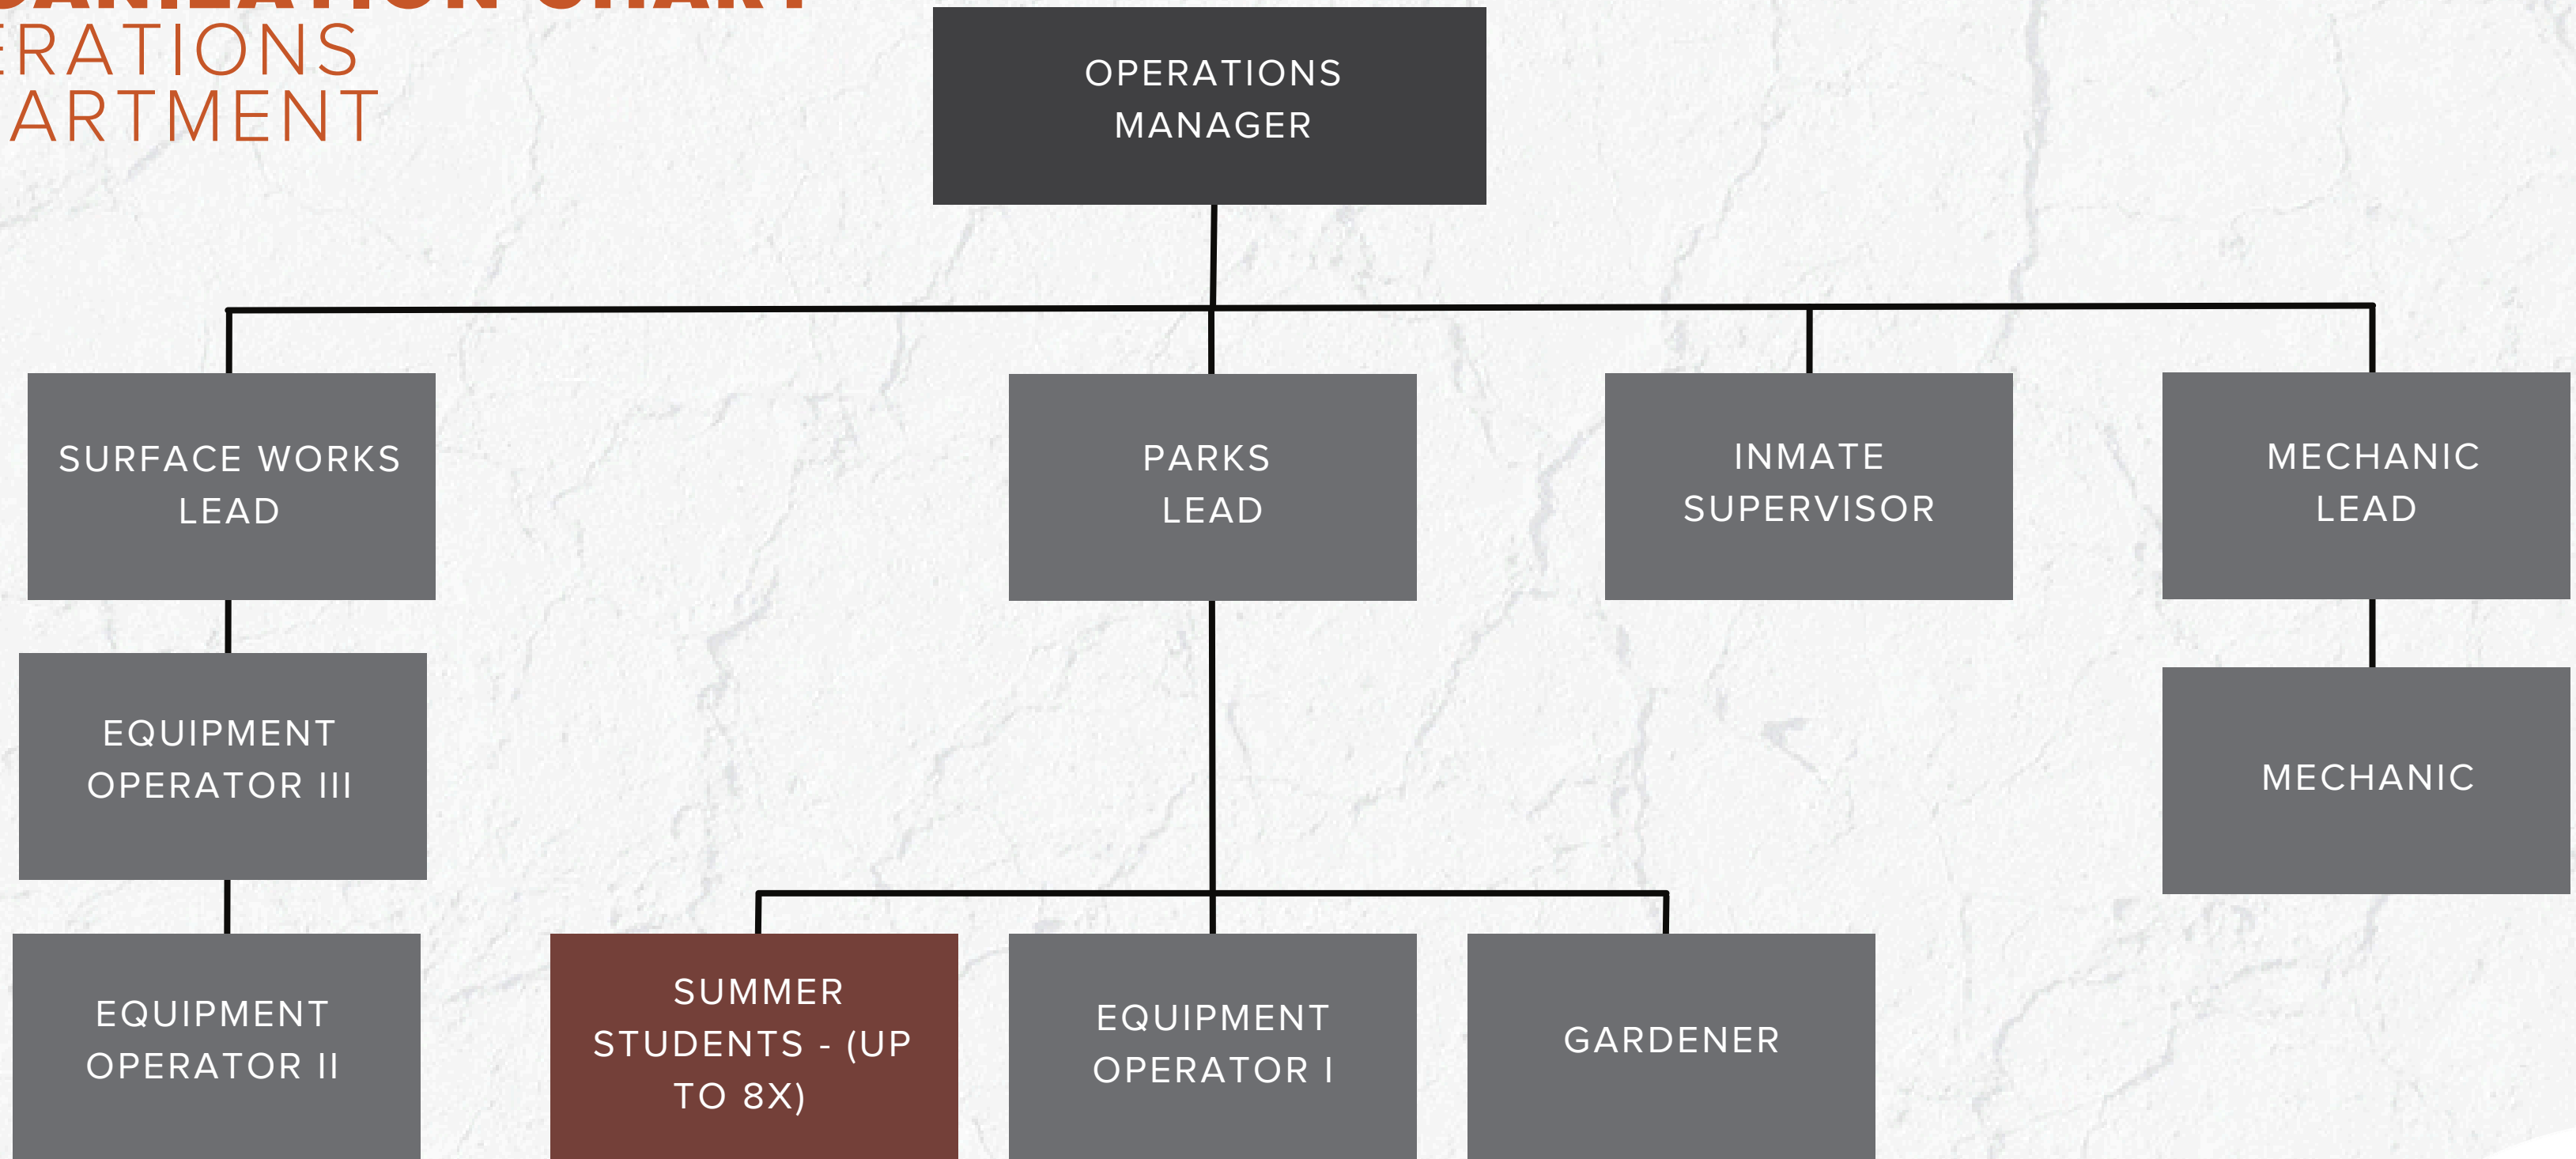 ERATIONS
ARTMENT
OPERATIONS
MANAGER
SURFACE WORKS
LEAD
PARKS
LEAD
INMATE
SUPERVISOR
MECHANIC
LEAD
EQUIPMENT
OPERATOR III
MECHANIC
EQUIPMENT
OPERATOR II
SUMMER
STUDENTS - (UP
TO 8X)
EQUIPMENT
OPERATOR I
GARDENER